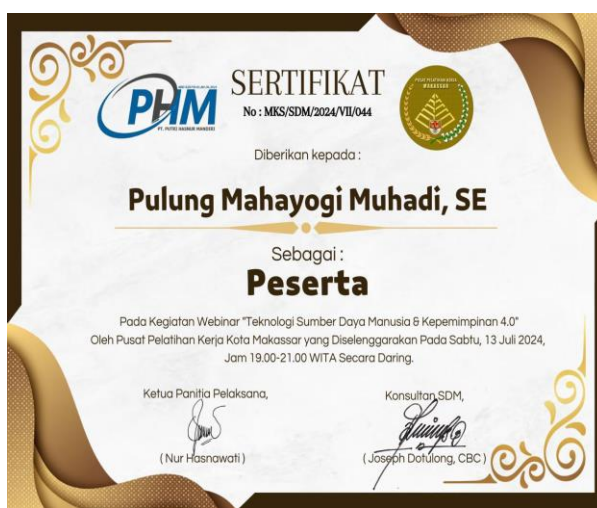 PHM
PT. PUTRI HASNUR MANDIRI
SERTIFIKAT
No : MKS/SDM/2024/VII/044
PUSAT PELATIHAN KERJA
MAKASSAR
Diberikan kepada :
Pulung Mahayogi Muhadi, SE
Sebagai :
Peserta
Pada Kegiatan Webinar "Teknologi Sumber Daya Manusia & Kepemimpinan 4.0"
Oleh Pusat Pelatihan Kerja Kota Makassar yang Diselenggarakan Pada Sabtu, 13 Juli 2024,
Jam 19.00-21.00 WITA Secara Daring.
Ketua Panitia Pelaksana,
Konsultan SDM,
( Nur Hasnawati )
( Joseph Dotulong, CBC )